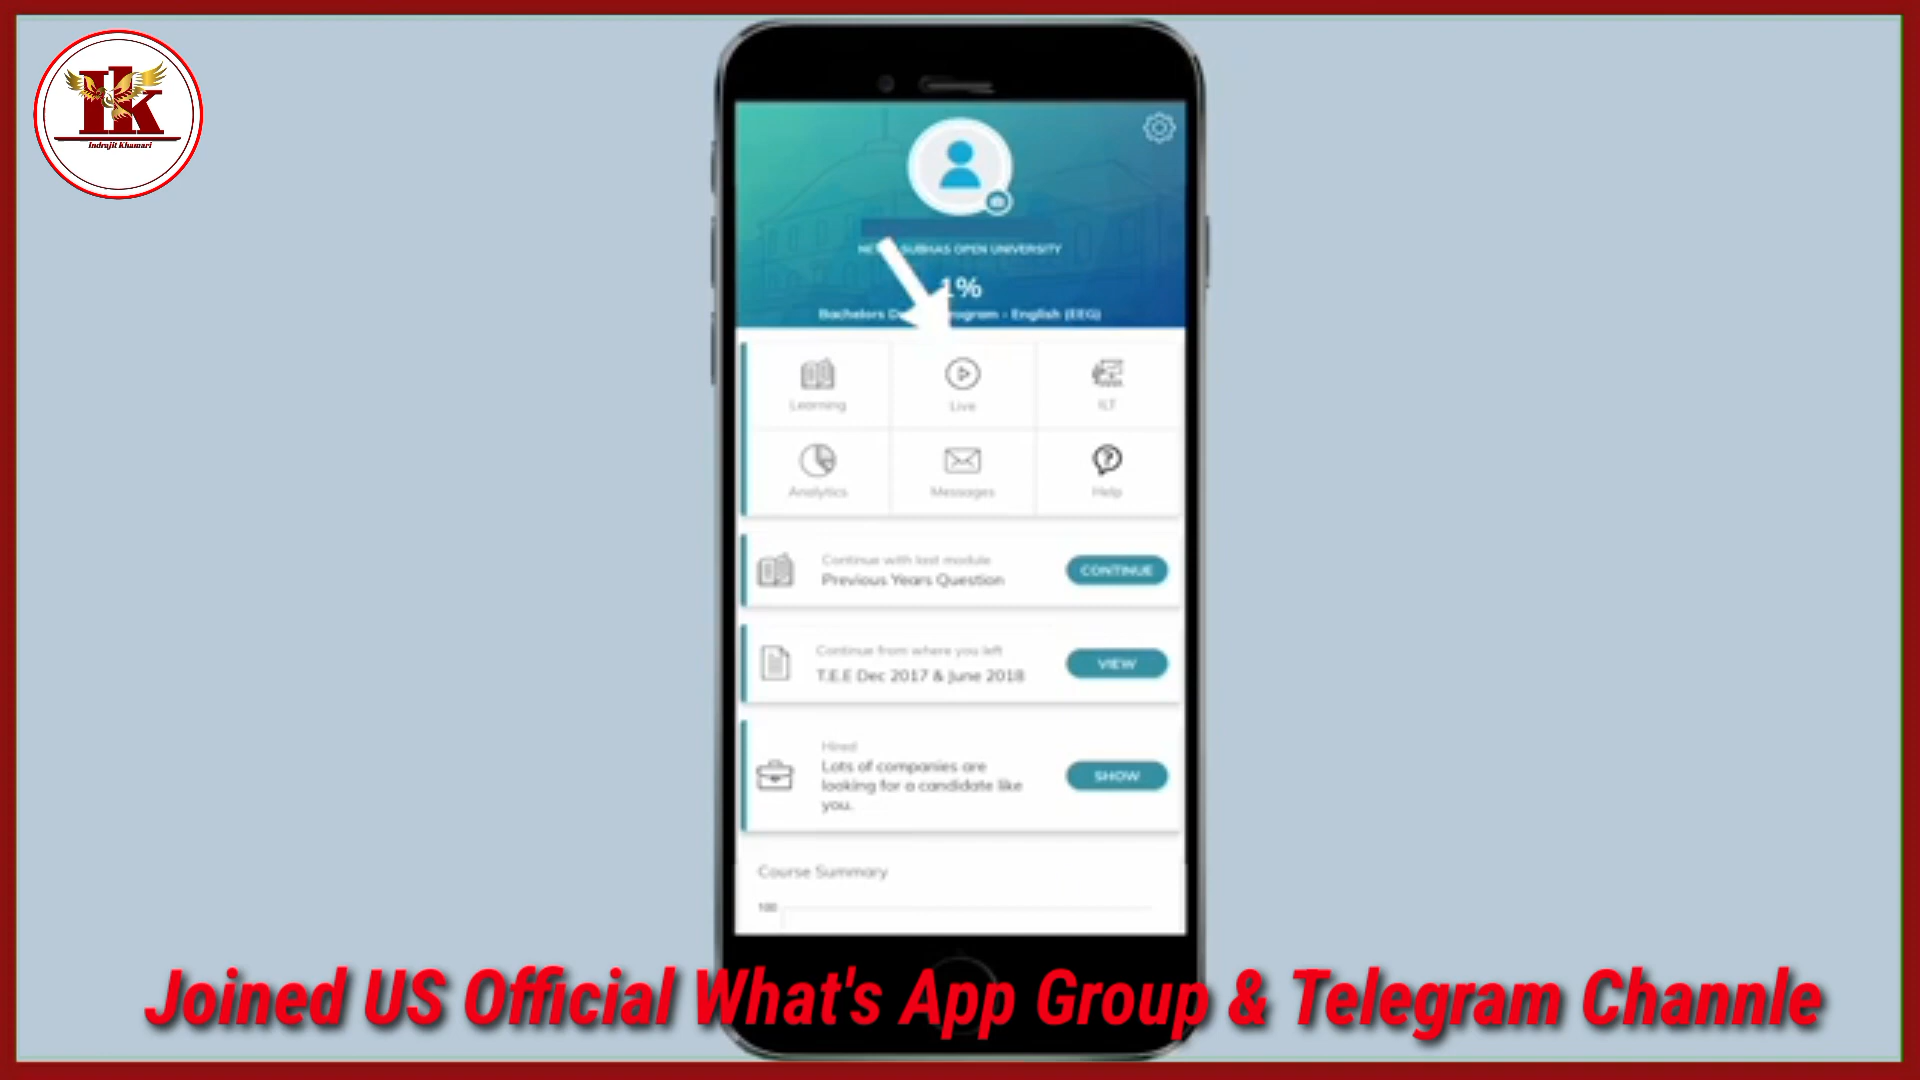 IK
Indrajit Khamari
SUBHAS OPEN UNIVERSITY
1%
Bachelors Program - English (EEG)
Learning
Live
ILT
Analytics
Messages
Help
Continue with last module
Previous Years Question
CONTINUE
Continue from where you left
T.E.E Dec 2017 & June 2018
VIEW
Hired
Lots of companies are
looking for a candidate like
you.
SHOW
Course Summary
100
Joined US Official What's App Group & Telegram Channle